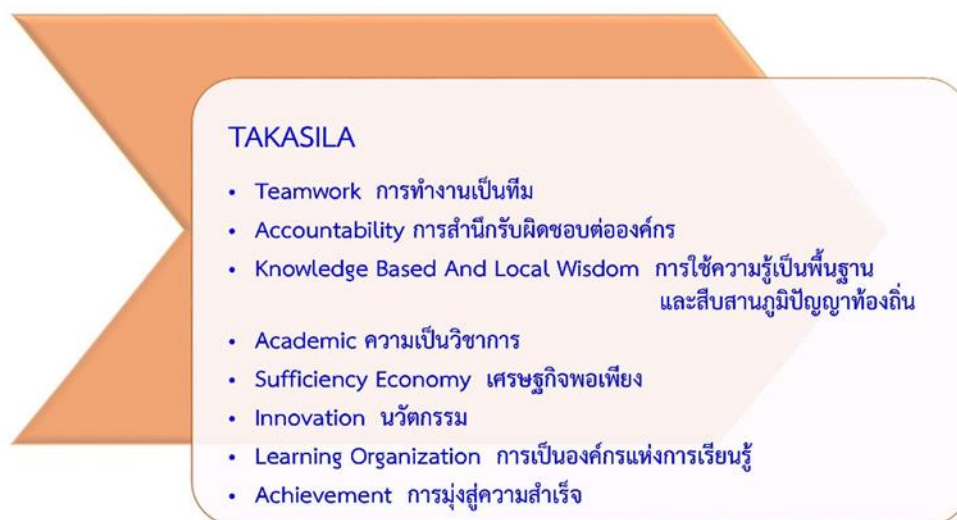 TAKASILA
• Teamwork การทำงานเป็นทีม
• Accountability การสำนึกรับผิดชอบต่อองค์กร
• Knowledge Based And Local Wisdom การใช้ความรู้เป็นพื้นฐาน
และสืบสานภูมิปัญญาท้องถิ่น
• Academic ความเป็นวิชาการ
• Sufficiency Economy เศรษฐกิจพอเพียง
• Innovation นวัตกรรม
• Learning Organization การเป็นองค์กรแห่งการเรียนรู้
• Achievement การมุ่งสู่ความสำเร็จ